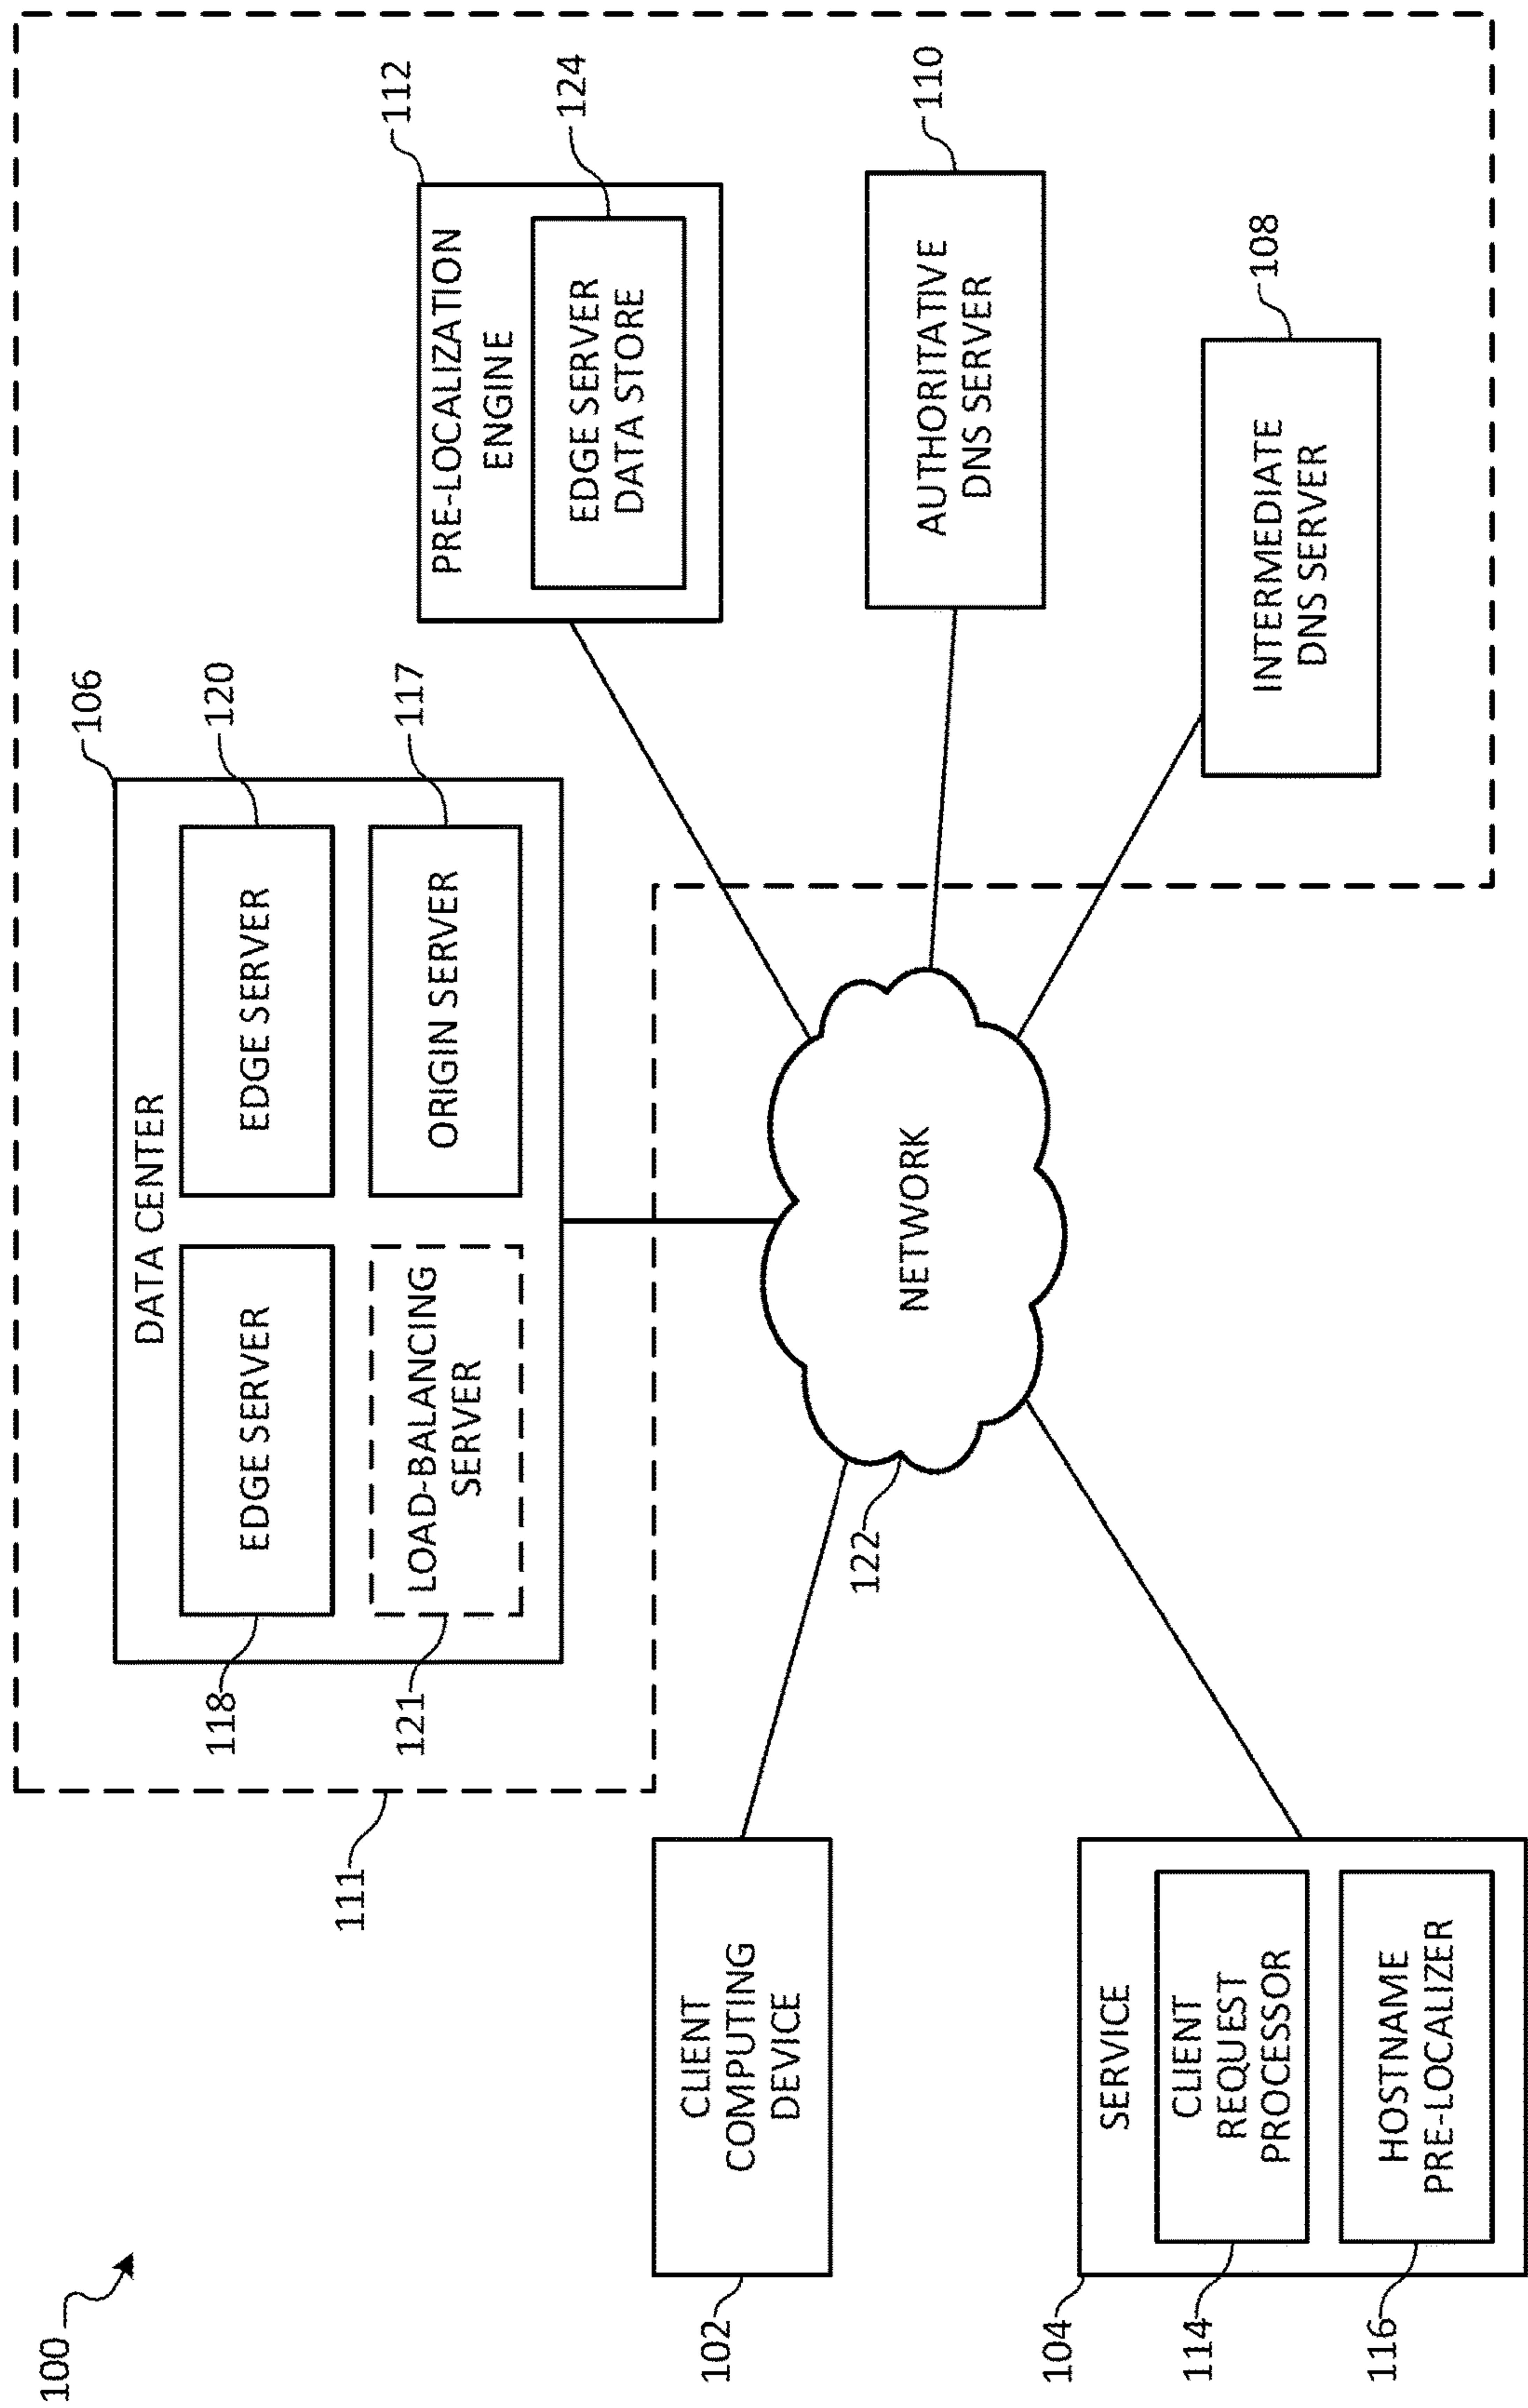 100
111
106
DATA CENTER
118
EDGE SERVER
EDGE SERVER
120
121
LOAD-BALANCING
SERVER
ORIGIN SERVER
117
112
PRE-LOCALIZATION
ENGINE
124
EDGE SERVER
DATA STORE
102
CLIENT
COMPUTING
DEVICE
122
NETWORK
110
AUTHORITATIVE
DNS SERVER
108
INTERMEDIATE
DNS SERVER
104
SERVICE
114
CLIENT
REQUEST
PROCESSOR
116
HOSTNAME
PRE-LOCALIZER